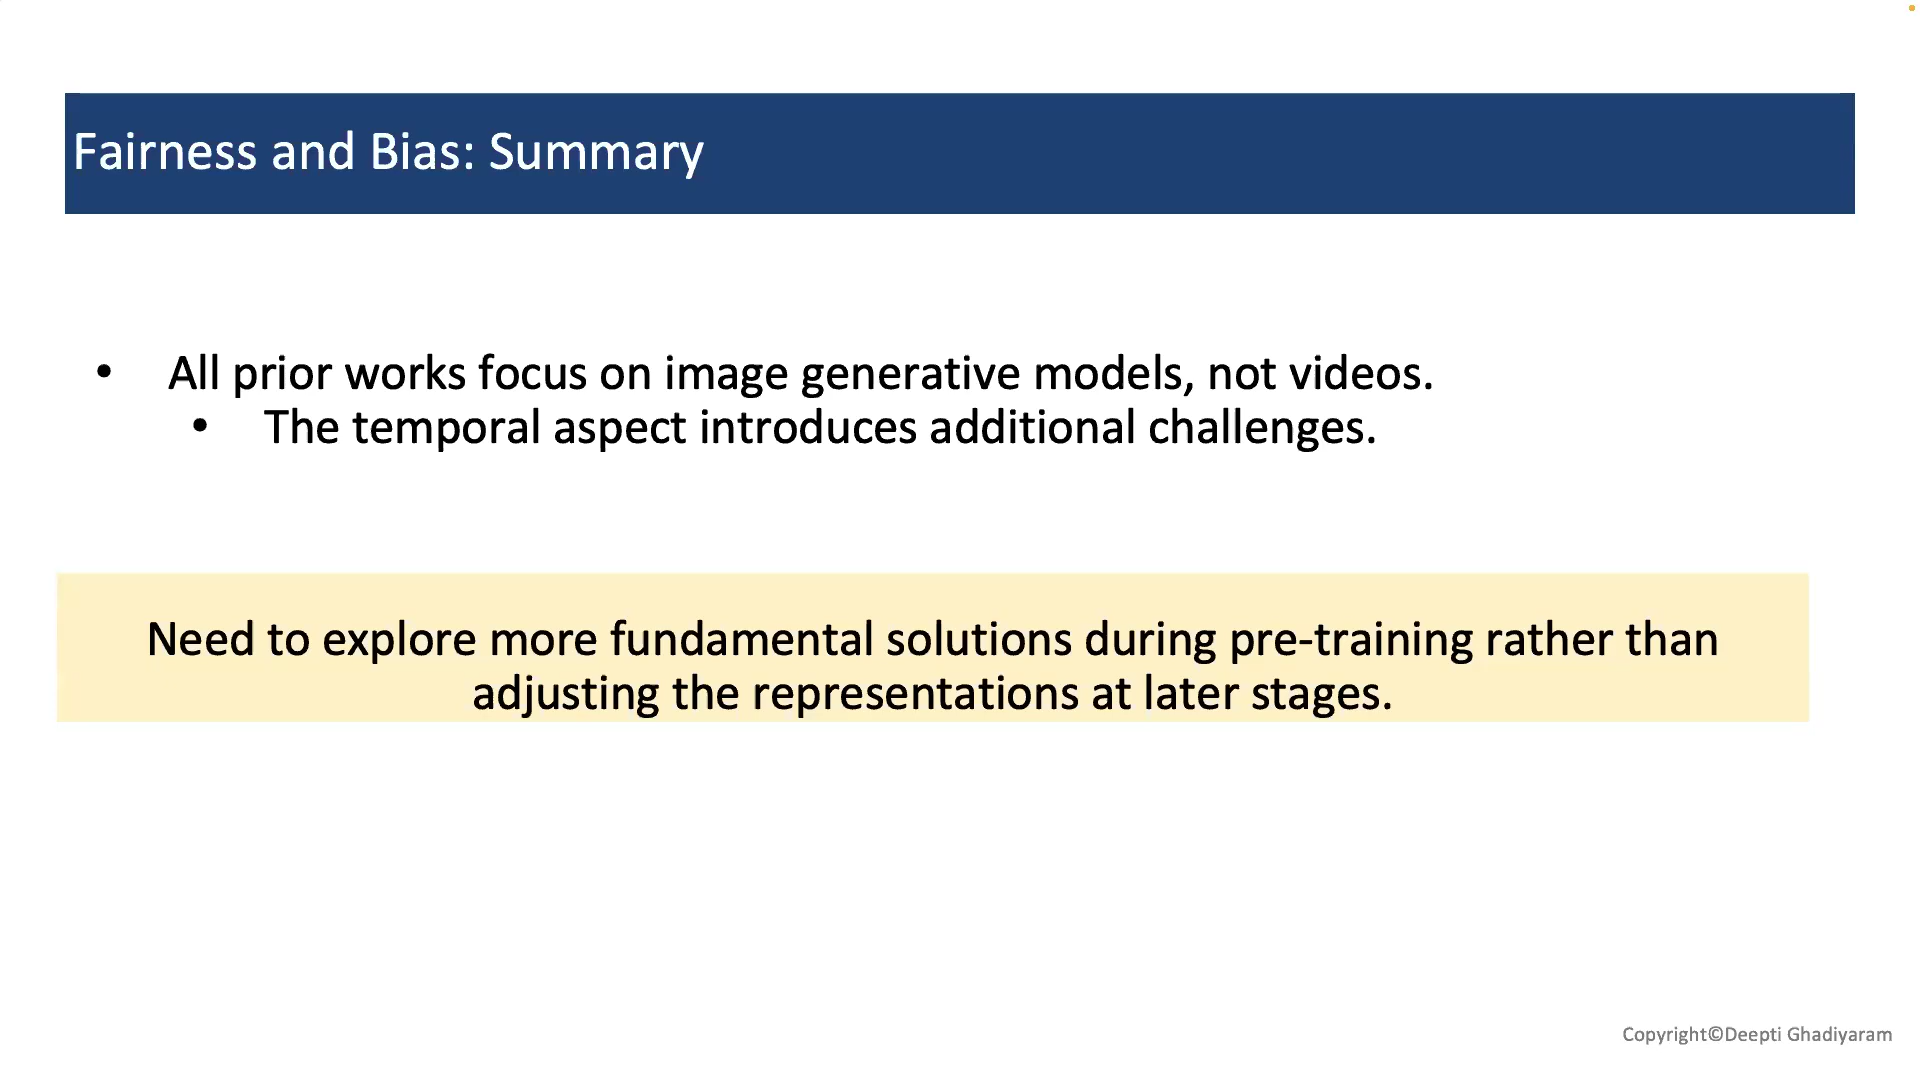 Fairness and Bias: Summary
• All prior works focus on image generative models, not videos.
• The temporal aspect introduces additional challenges.
Need to explore more fundamental solutions during pre-training rather than
adjusting the representations at later stages.
Copyright©Deepti Ghadiyaram